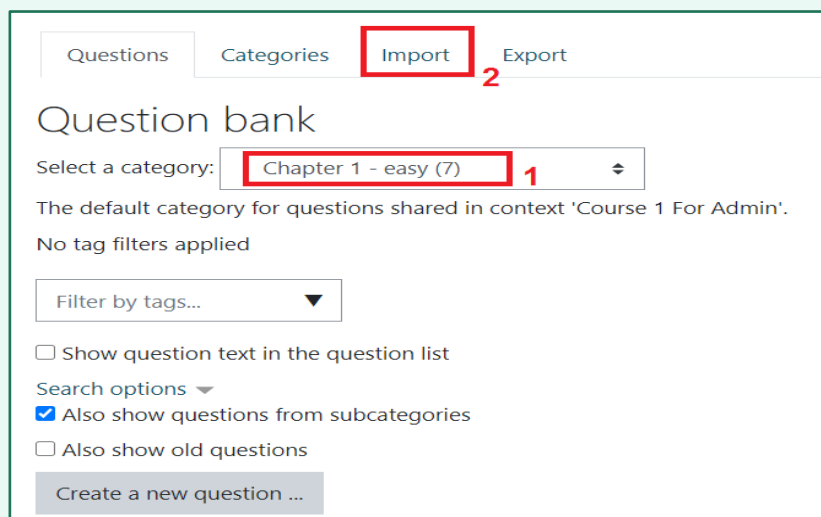 Questions Categories Import Export
2
Question bank
Select a category: Chapter 1 - easy (7) 1
The default category for questions shared in context 'Course 1 For Admin'.
No tag filters applied
Filter by tags...
Show question text in the question list
Search options
Also show questions from subcategories
Also show old questions
Create a new question ...